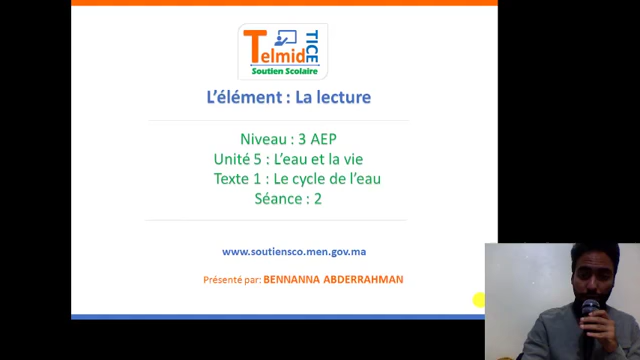 Telmid TICE
Soutien Scolaire
L'élément : La lecture
Niveau : 3 AEP
Unité 5 : L'eau et la vie
Texte 1 : Le cycle de l'eau
Séance : 2
www.soutiensco.men.gov.ma
Présenté par: BENNANNA ABDERRAHMAN